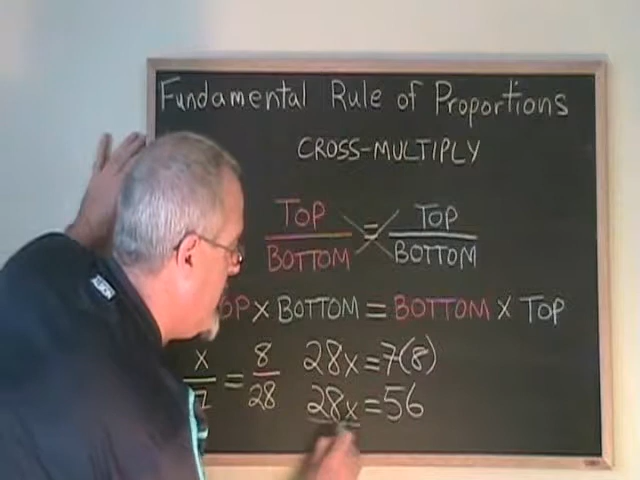 Fundamental Rule of Proportions
CROSS-MULTIPLY
TOP = TOP
BOTTOM BOTTOM
× BOTTOM = BOTTOM × TOP
x/7 = 8/28 28x = 7(8)
28x = 56